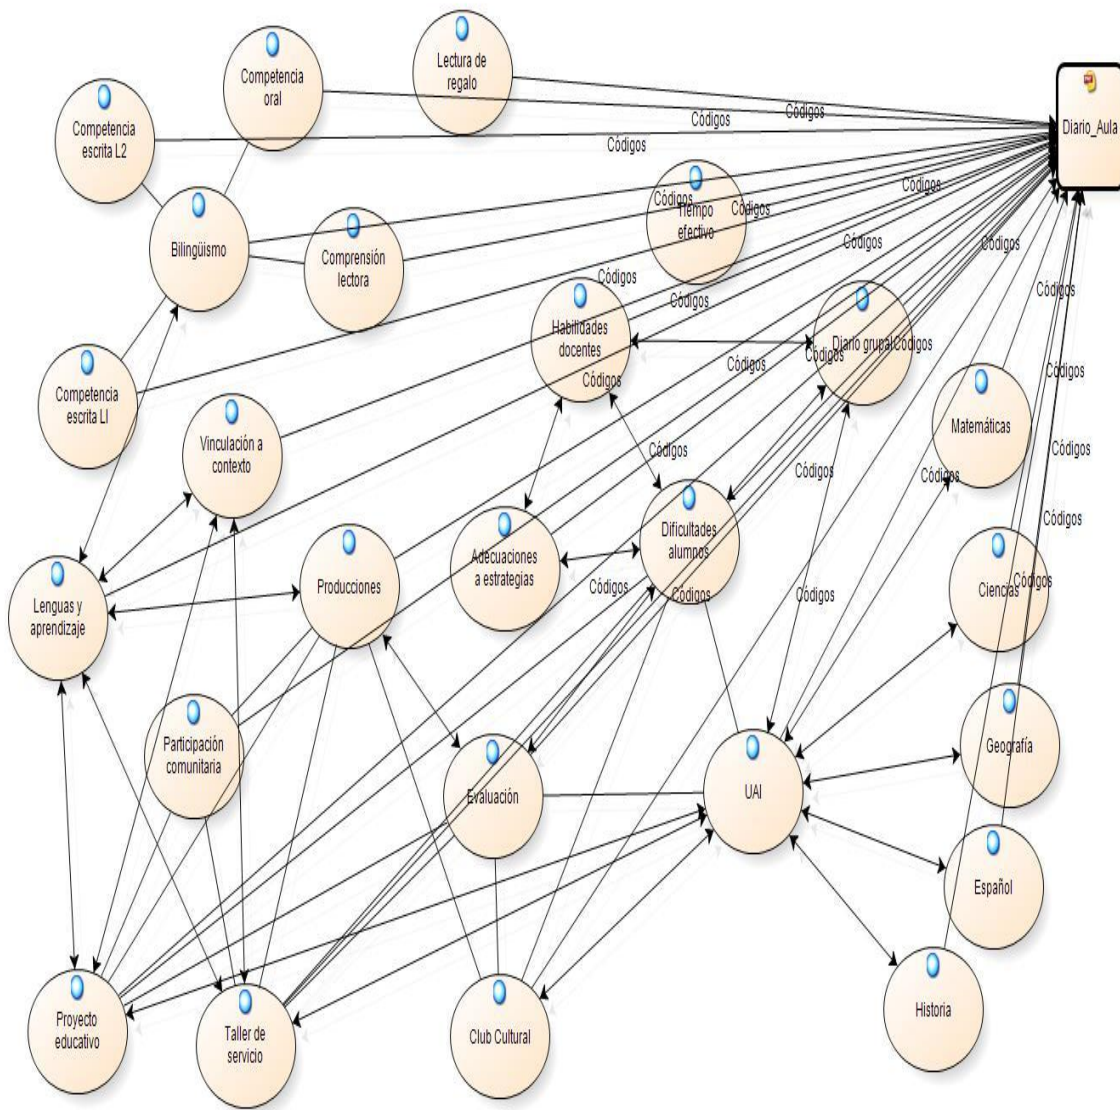 Lectura de
regalo
Competencia
oral
Diario_Aula
Competencia
escrita L2
Códigos
Códigos
Códigos
Bilingüismo
Comprensión
lectora
Tiempo
efectivo
Códigos
Códigos
Códigos
Códigos
Códigos
Códigos
Códigos
Códigos
Habilidades
docentes
Diario grupal
Códigos
Códigos
Códigos
Códigos
Códigos
Códigos
Competencia
escrita LI
Matemáticas
Vinculación a
contexto
Códigos
Códigos
Códigos
Códigos
Códigos
Dificultades
alumnos
Adecuaciones
a estrategias
Producciones
Códigos
Códigos
Códigos
Códigos
Ciencias
Lenguas y
aprendizaje
Participación
comunitaria
Geografía
Evaluación
UAI
Español
Proyecto
educativo
Taller de
servicio
Club Cultural
Historia